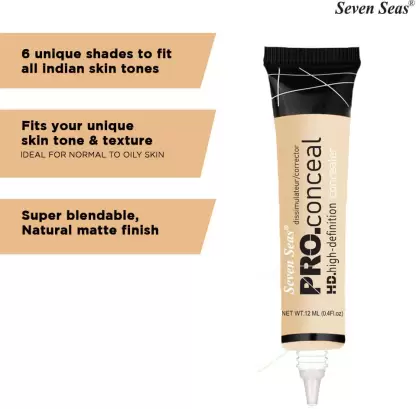 Seven Seas®
6 unique shades to fit
all indian skin tones
Fits your unique
skin tone & texture
IDEAL FOR NORMAL TO OILY SKIN
Super blendable,
Natural matte finish
Seven Seas®
PRO.conceal
dissimulateur/corrector
HD.high-definition concealer
NET WT.12 ML (0.4Fl.oz)